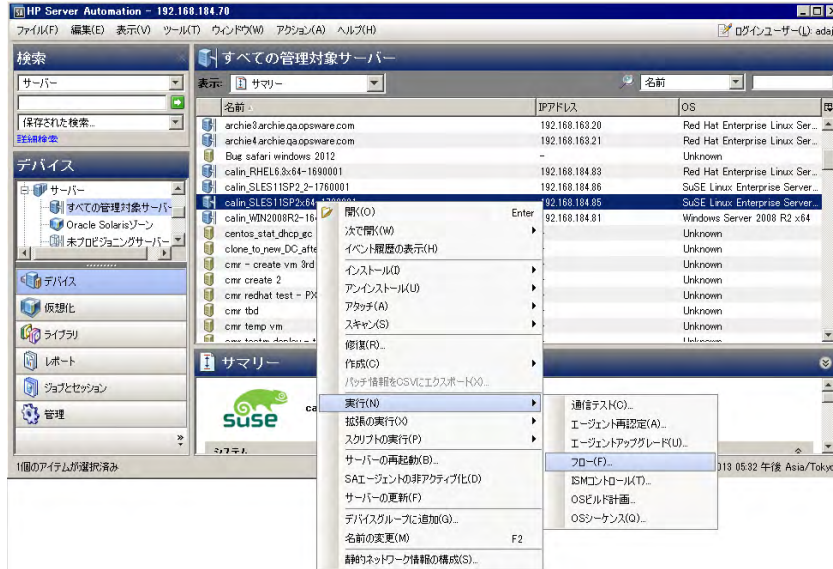 HP Server Automation - 192.168.184.70
ファイル(F) 編集(E) 表示(V) ツール(T) ウィンドウ(W) アクション(A) ヘルプ(H)
ログインユーザー(L): adaj
検索
サーバー
保存された検索...
詳細検索
すべての管理対象サーバー
表示: サマリー
名前
名前 IPアドレス OS
archie3.archie.qa.opsware.com 192.168.163.20 Red Hat Enterprise Linux Ser...
archie4.archie.qa.opsware.com 192.168.163.21 Red Hat Enterprise Linux Ser...
Bug safari windows 2012 - Unknown
calin_RHEL6.3x64-1690001 192.168.184.83 Red Hat Enterprise Linux Ser...
calin_SLES11SP2_2-1760001 192.168.184.86 SuSE Linux Enterprise Server...
calin_SLES11SP2x64- 192.168.184.85 SuSE Linux Enterprise Server...
calin_WIN2008R2-16 192.168.184.81 Windows Server 2008 R2 x64
centos_stat_dhcp_gc Unknown
clone_to_new_DC_afte Unknown
cmr - create vm 3rd Unknown
cmr create 2 Unknown
cmr redhat test - PX Unknown
cmr tbd Unknown
cmr temp vm Unknown
デバイス
サーバー
すべての管理対象サーバー
Oracle Solarisゾーン
未プロビジョニングサーバー
デバイス
仮想化
ライブラリ
レポート
ジョブとセッション
管理
サマリー
SUSE
ca
システム
1個のアイテムが選択済み
013 05:32 午後 Asia/Tokyo
開く(O) Enter
次で開く(W)
イベント履歴の表示(H)
インストール(I)
アンインストール(U)
アタッチ(A)
スキャン(S)
修復(R)...
作成(C)
パッチ情報をCSVにエクスポート(X)...
実行(N)
拡張の実行(X)
スクリプトの実行(P)
サーバーの再起動(B)...
SAエージェントの非アクティブ化(D)
サーバーの更新(F)
デバイスグループに追加(G)...
名前の変更(M) F2
静的ネットワーク情報の構成(S)...
通信テスト(C)...
エージェント再認定(A)...
エージェントアップグレード(U)...
フロー(F)...
ISMコントロール(T)...
OSビルド計画...
OSシーケンス(Q)...